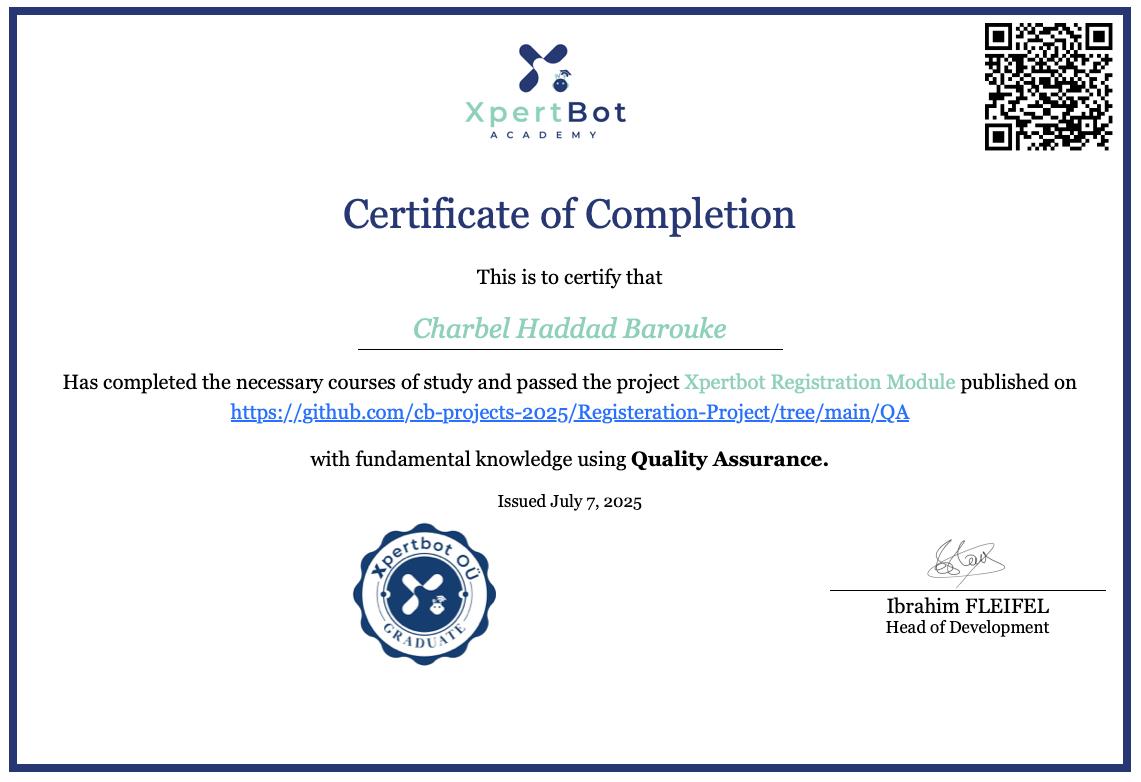 XpertBot
ACADEMY
Certificate of Completion
This is to certify that
Charbel Haddad Barouke
Has completed the necessary courses of study and passed the project Xpertbot Registration Module published on
https://github.com/cb-projects-2025/Registeration-Project/tree/main/QA
with fundamental knowledge using Quality Assurance.
Issued July 7, 2025
Xpertbot OÜ
GRADUATE
Ibrahim FLEIFEL
Head of Development